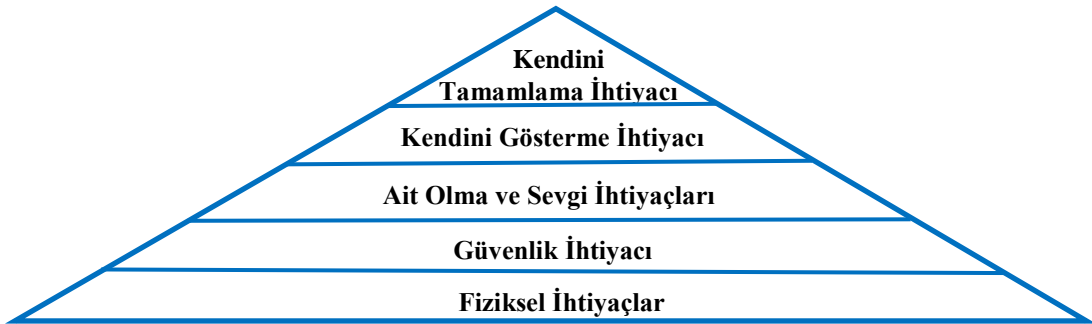 Kendini
Tamamlama İhtiyacı
Kendini Gösterme İhtiyacı
Ait Olma ve Sevgi İhtiyaçları
Güvenlik İhtiyacı
Fiziksel İhtiyaçlar